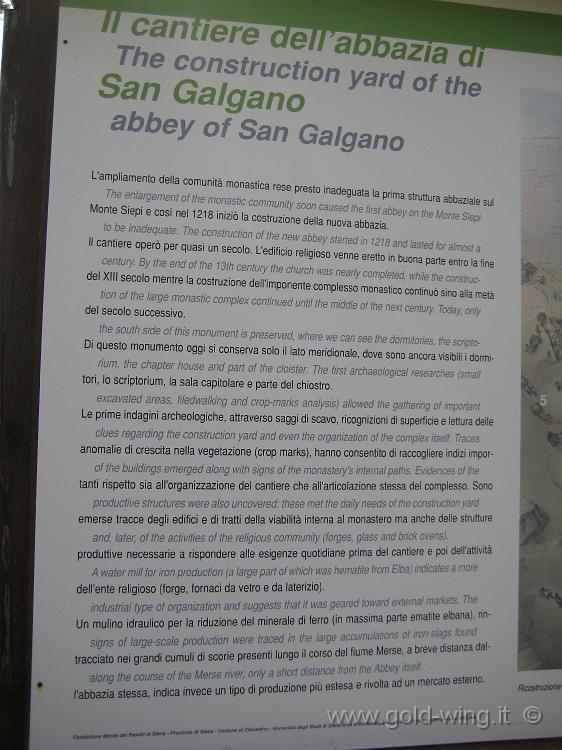 Il cantiere dell'abbazia di
The construction yard of the
San Galgano
abbey of San Galgano
L'ampliamento della comunità monastica rese presto inadeguata la prima struttura abbaziale sul
The enlargement of the monastic community soon caused the first abbey on the Monte Siepi
Monte Siepi e così nel 1218 iniziò la costruzione della nuova abbazia.
to be inadequate. The construction of the new abbey started in 1218 and lasted for almost a
Il cantiere operò per quasi un secolo. L'edificio religioso venne eretto in buona parte entro la fine
century. By the end of the 13th century the church was nearly completed, while the construc-
del XIII secolo mentre la costruzione dell'imponente complesso monastico continuò sino alla metà
tion of the large monastic complex continued until the middle of the next century. Today, only
del secolo successivo.
the south side of this monument is preserved, where we can see the dormitories, the scripto-
Di questo monumento oggi si conserva solo il lato meridionale, dove sono ancora visibili i dormi-
rium, the chapter house and part of the cloister. The first archaeological researches (small
tori, lo scriptorium, la sala capitolare e parte del chiostro.
excavated areas, filedwalking and crop-marks analysis) allowed the gathering of important
Le prime indagini archeologiche, attraverso saggi di scavo, ricognizioni di superficie e lettura delle
clues regarding the construction yard and even the organization of the complex itself. Traces
anomalie di crescita nella vegetazione (crop marks), hanno consentito di raccogliere indizi impor-
of the buildings emerged along with signs of the monastery's internal paths. Evidences of the
tanti rispetto sia all'organizzazione del cantiere che all'articolazione stessa del complesso. Sono
productive structures were also uncovered: these met the daily needs of the construction yard
emerse tracce degli edifici e di tratti della viabilità interna al monastero ma anche delle strutture
and, later, of the activities of the religious community (forges, glass and brick ovens).
produttive necessarie a rispondere alle esigenze quotidiane prima del cantiere e poi dell'attività
A water mill for iron production (a large part of which was hematite from Elba) indicates a more
dell'ente religioso (forge, fornaci da vetro e da laterizio).
industrial type of organization and suggests that it was geared toward external markets. The
Un mulino idraulico per la riduzione del minerale di ferro (in massima parte ematite elbana), rin-
signs of large-scale production were traced in the large accumulations of iron-slags found
tracciato nei grandi cumuli di scorie presenti lungo il corso del fiume Merse, a breve distanza dal-
along the course of the Merse river, only a short distance from the Abbey itself.
l'abbazia stessa, indica invece un tipo di produzione più estesa e rivolta ad un mercato esterno.
5
Ricostruzione
Fondazione Monte dei Paschi di Siena - Provincia di Siena - Comune di Chiusdino - Università degli Studi di Siena
www.gold-wing.it ©